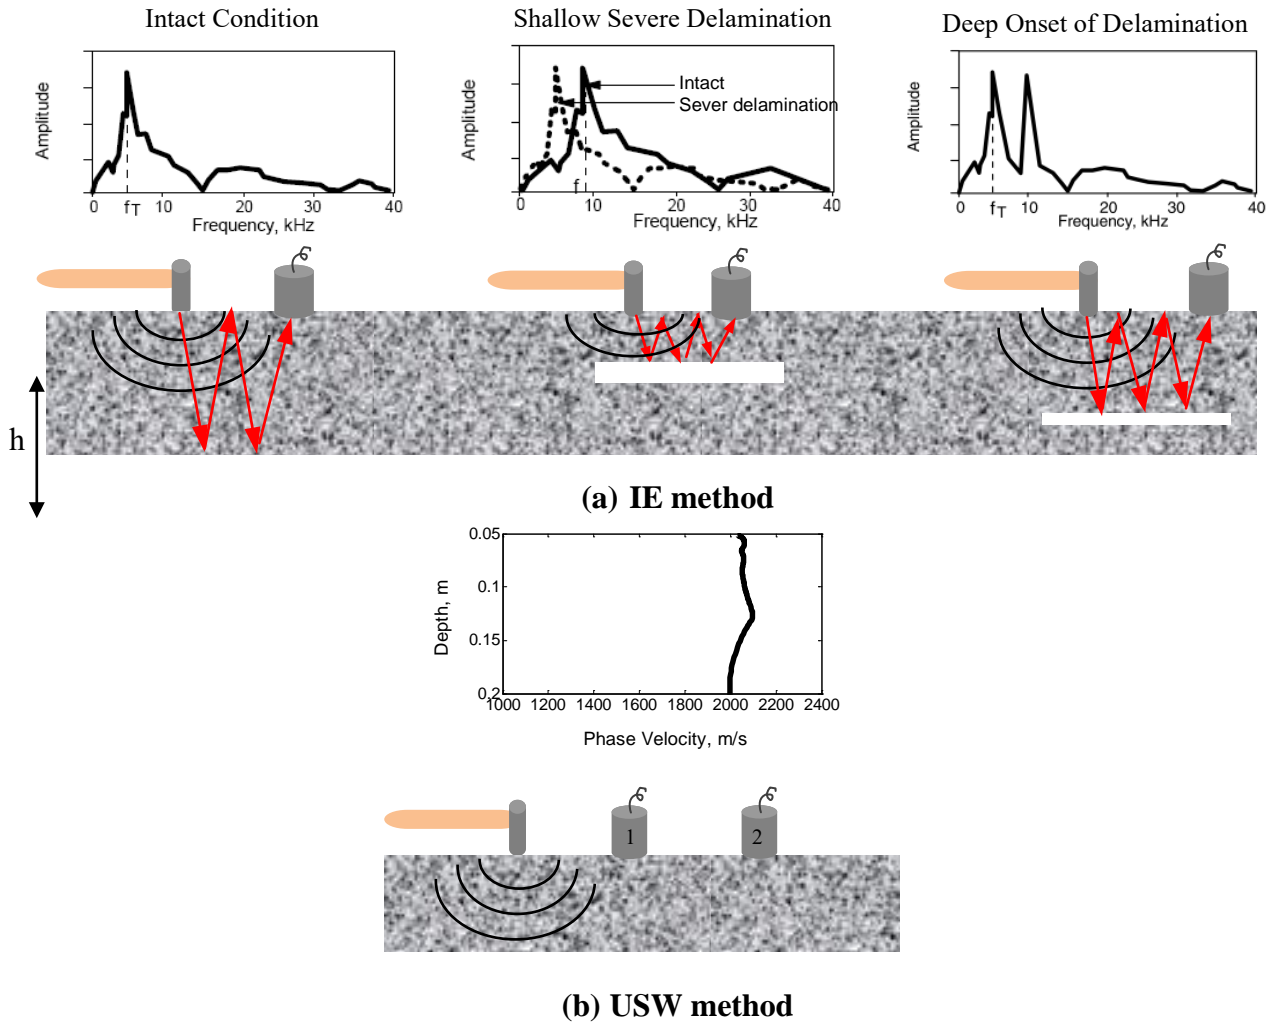 Intact Condition
Shallow Severe Delamination
Deep Onset of Delamination
Amplitude
0 fT 10 20 30 40
Frequency, kHz
Amplitude
Intact
Sever delamination
f
0 10 20 30 40
Frequency, kHz
Amplitude
0 fT 10 20 30 40
Frequency, kHz
h
(a) IE method
Depth, m
0.05
0.1
0.15
0.2
1000 1200 1400 1600 1800 2000 2200 2400
Phase Velocity, m/s
1
2
(b) USW method